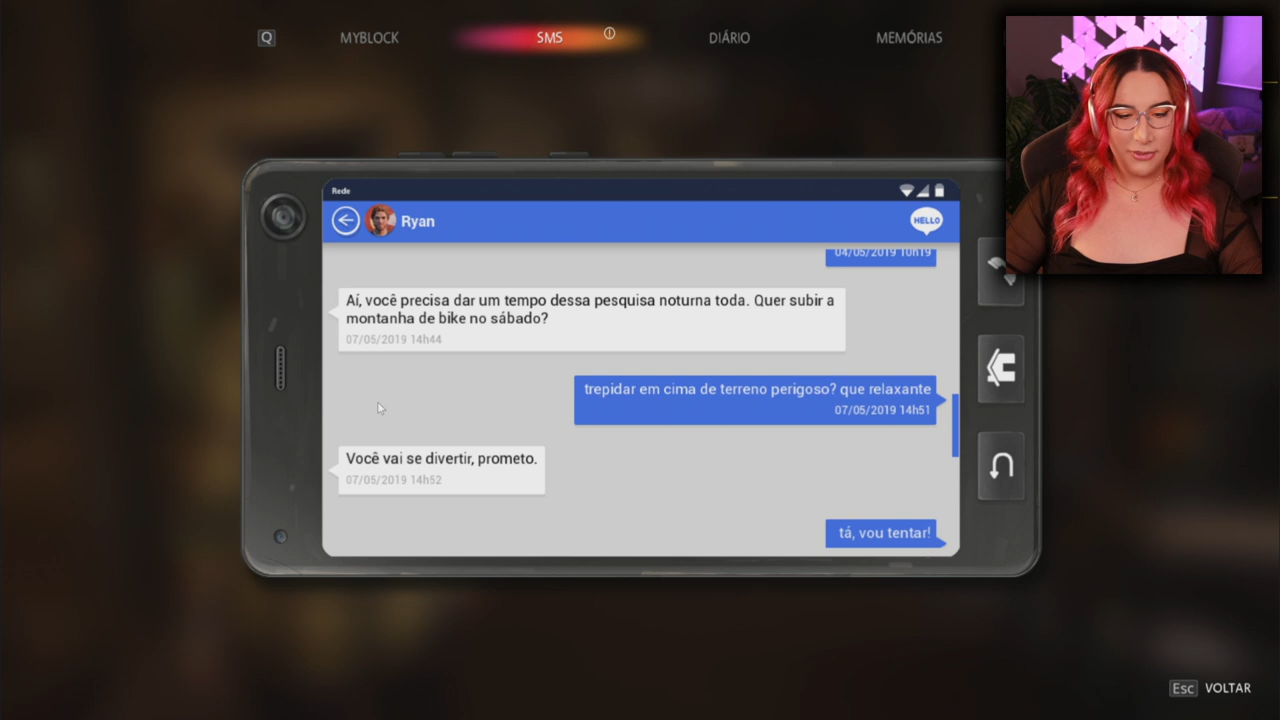 Q
MYBLOCK
SMS
DIÁRIO
MEMÓRIAS
Rede
Ryan
HELLO
04/05/2019 10h19
Aí, você precisa dar um tempo dessa pesquisa noturna toda. Quer subir a
montanha de bike no sábado?
07/05/2019 14h44
trepidar em cima de terreno perigoso? que relaxante
07/05/2019 14h51
Você vai se divertir, prometo.
07/05/2019 14h52
tá, vou tentar!
Esc VOLTAR